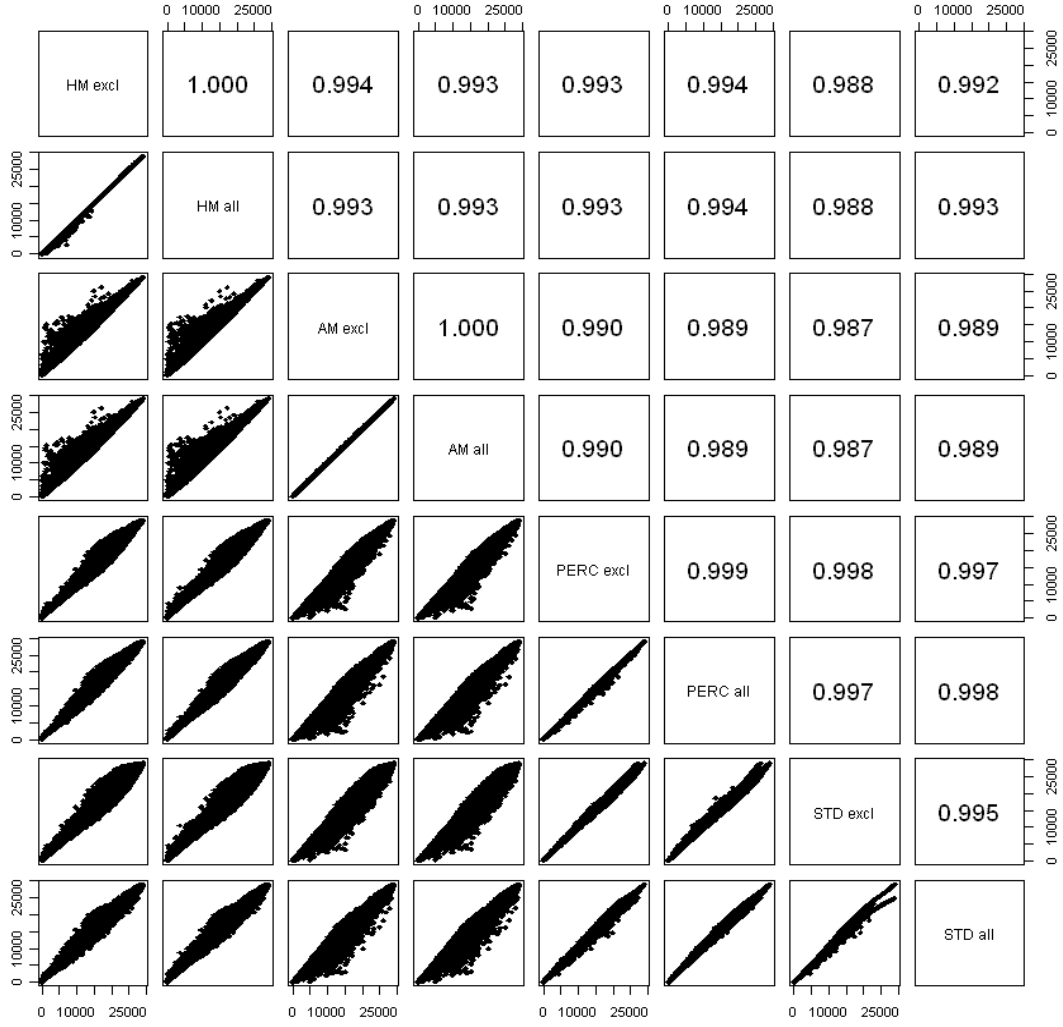 0 10000 25000 0 10000 25000 0 10000 25000 0 10000 25000
HM excl 1.000 0.994 0.993 0.993 0.994 0.988 0.992 0 10000 25000
0 10000 25000 HM all 0.993 0.993 0.993 0.994 0.988 0.993
AM excl 1.000 0.990 0.989 0.987 0.989 0 10000 25000
0 10000 25000 AM all 0.990 0.989 0.987 0.989
PERC excl 0.999 0.998 0.997 0 10000 25000
0 10000 25000 PERC all 0.997 0.998
STD excl 0.995 0 10000 25000
0 10000 25000 STD all
0 10000 25000 0 10000 25000 0 10000 25000 0 10000 25000